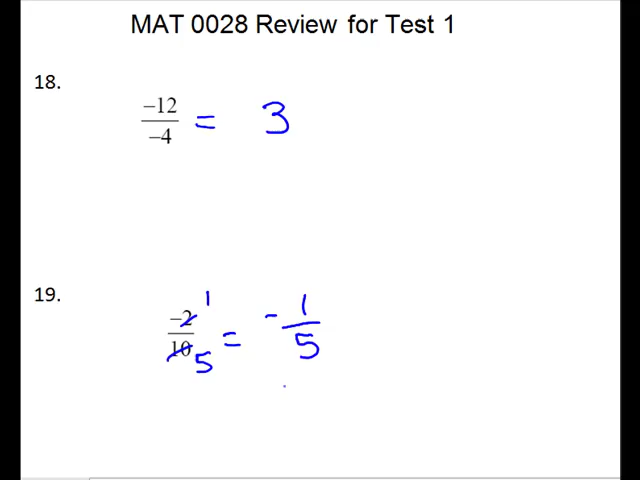 MAT 0028 Review for Test 1
18.
-12/-4 = 3
19.
-2/10 1 5 = - 1/5